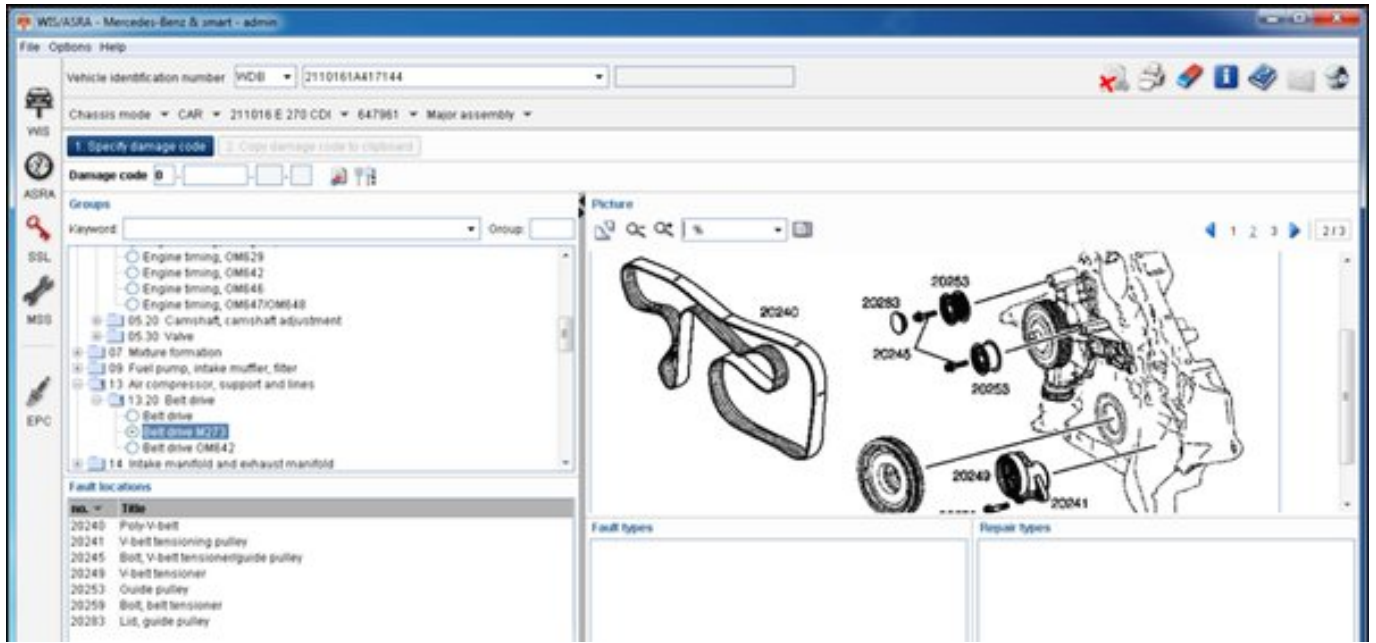 WIS/ASRA - Mercedes-Benz & smart - admin
File Options Help
Vehicle identification number WDB 2110161A417144
WIS
Chassis mode CAR 211016 E 270 CDI 647961 Major assembly
1. Specify damage code 2. Copy damage code to clipboard
ASRA
Damage code 0 - - -
Groups
Keyword Group:
SSL
MSS
EPC
Engine timing, OM629
Engine timing, OM642
Engine timing, OM646
Engine timing, OM647/OM648
05.20 Camshaft, camshaft adjustment
05.30 Valve
07 Mixture formation
09 Fuel pump, intake muffler, filter
13 Air compressor, support and lines
13.20 Belt drive
Belt drive
Belt drive M273
Belt drive OM642
14 Intake manifold and exhaust manifold
Fault locations
no. Title
20240 Poly-V-belt
20241 V-belt tensioning pulley
20245 Bolt, V-belt tensioner/guide pulley
20249 V-belt tensioner
20253 Guide pulley
20259 Bolt, belt tensioner
20283 Lid, guide pulley
Picture
% 1 2 3 2/3
20253
20283
20240
20245
20253
20249
20241
Fault types
Repair types